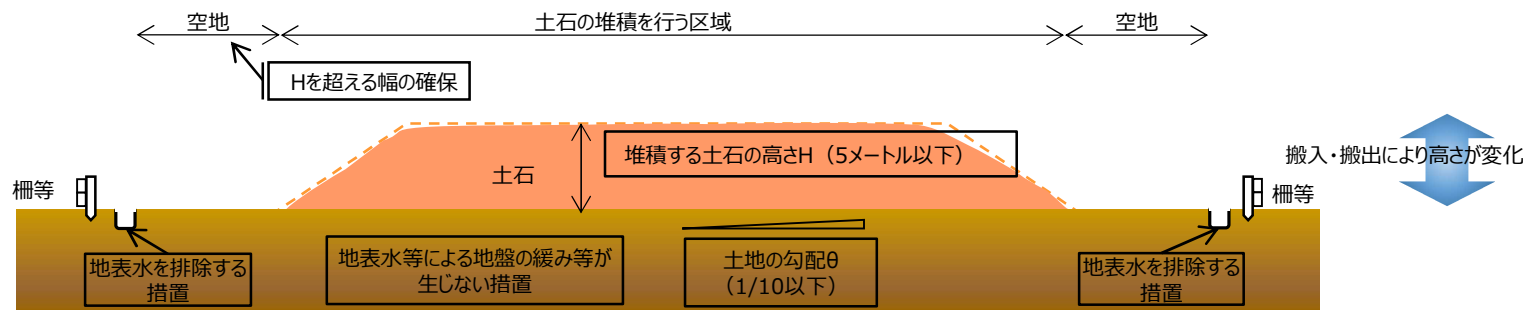 空地
土石の堆積を行う区域
空地
Hを超える幅の確保
堆積する土石の高さH（5メートル以下）
搬入・搬出により高さが変化
土石
柵等
柵等
地表水を排除する
措置
地表水等による地盤の緩み等が
生じない措置
土地の勾配θ
（1/10以下）
地表水を排除する
措置